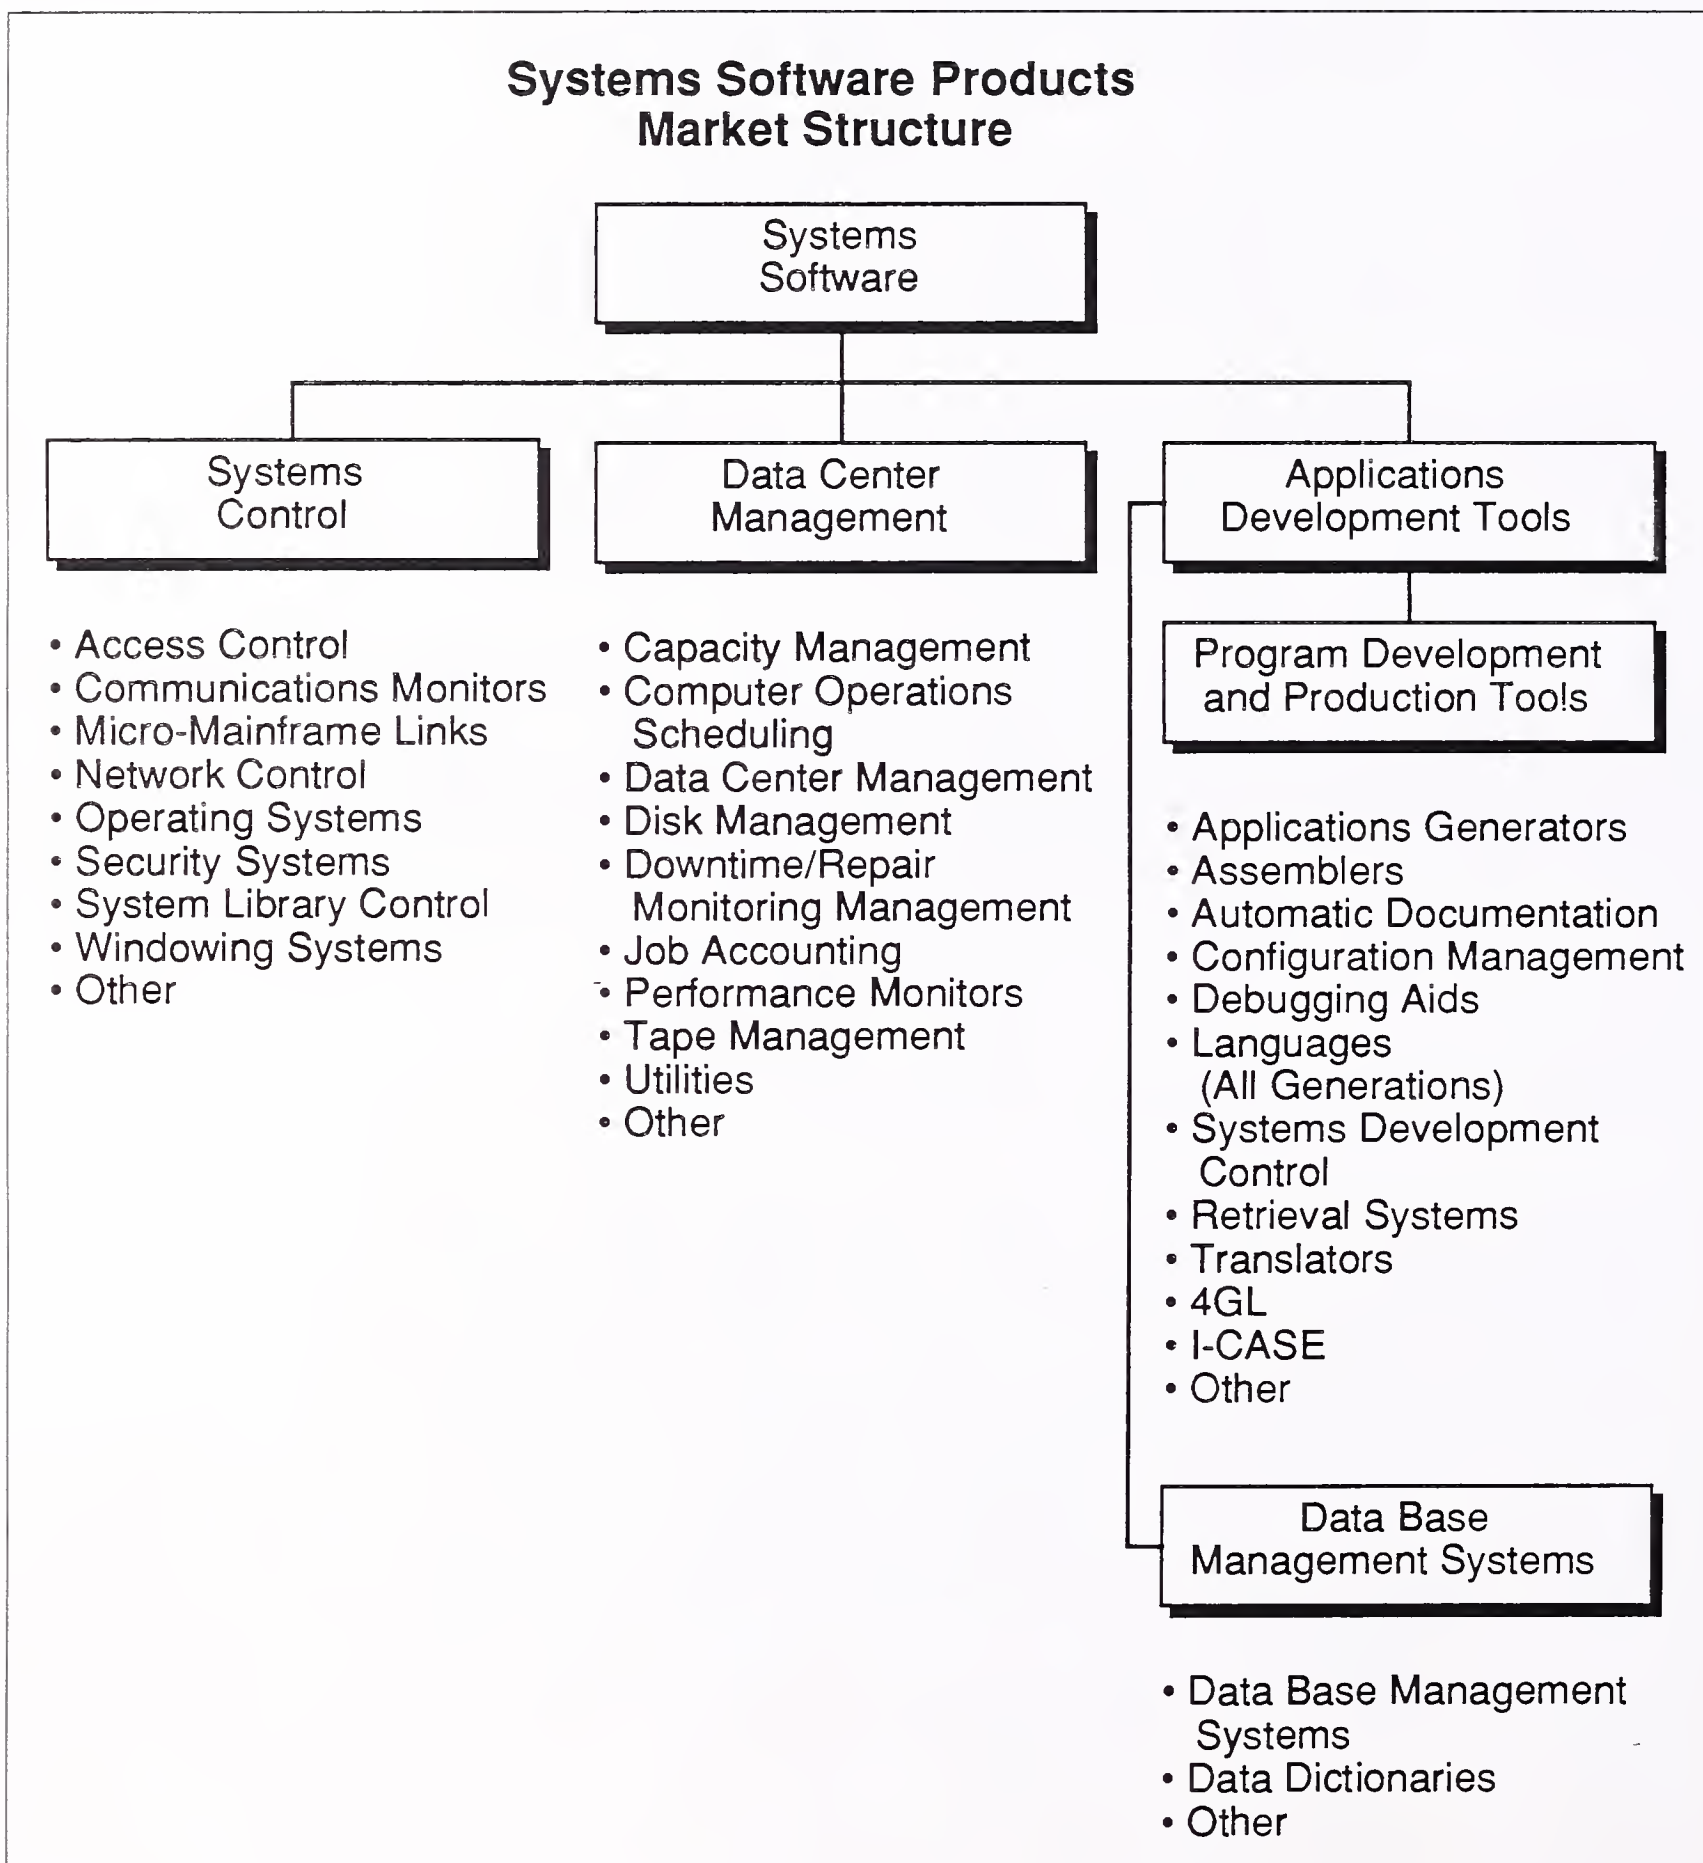 Systems Software Products
Market Structure
Systems
Software
Systems
Control
• Access Control
• Communications Monitors
• Micro-Mainframe Links
• Network Control
• Operating Systems
• Security Systems
• System Library Control
• Windowing Systems
• Other
Data Center
Management
• Capacity Management
• Computer Operations
Scheduling
• Data Center Management
• Disk Management
• Downtime/Repair
Monitoring Management
• Job Accounting
• Performance Monitors
• Tape Management
• Utilities
• Other
Applications
Development Tools
Program Development
and Production Tools
• Applications Generators
• Assemblers
• Automatic Documentation
• Configuration Management
• Debugging Aids
• Languages
(All Generations)
• Systems Development
Control
• Retrieval Systems
• Translators
• 4GL
• I-CASE
• Other
Data Base
Management Systems
• Data Base Management
Systems
• Data Dictionaries
• Other